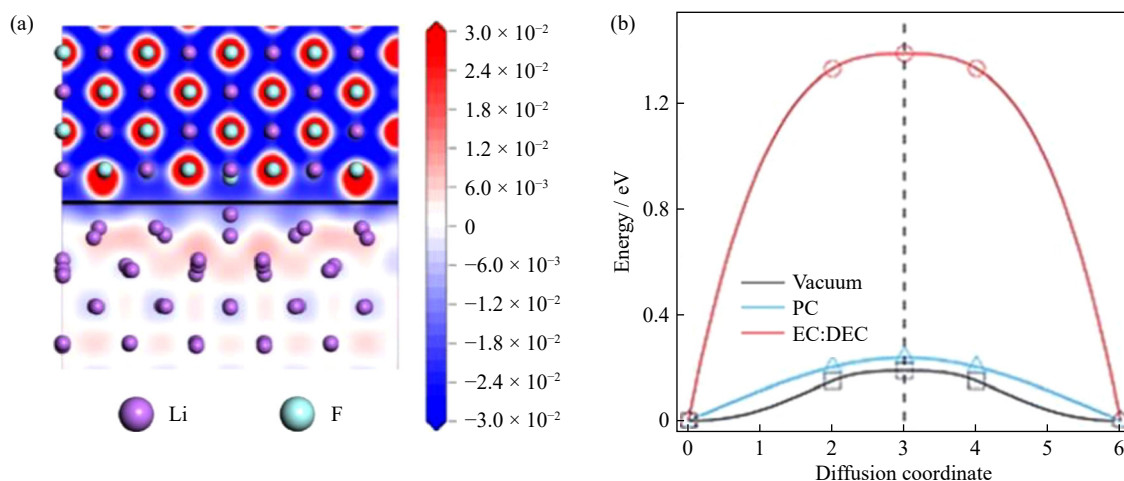 (a)
3.0 × 10⁻²
2.4 × 10⁻²
1.8 × 10⁻²
1.2 × 10⁻²
6.0 × 10⁻³
0
−6.0 × 10⁻³
−1.2 × 10⁻²
−1.8 × 10⁻²
−2.4 × 10⁻²
−3.0 × 10⁻²
Li
F
(b)
Energy / eV
1.2
0.8
0.4
0
Vacuum
PC
EC:DEC
0 1 2 3 4 5 6
Diffusion coordinate